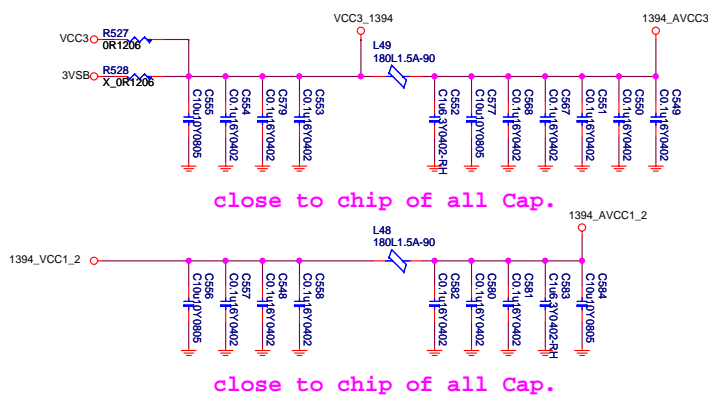 VCC3_1394
1394_AVCC3
VCC3
R527
0R1206
L49
180L1.5A-90
3VSB
R528
X_0R1206
C555
C10u10Y0805
C554
C0.1u16Y0402
C579
C0.1u16Y0402
C553
C0.1u16Y0402
C552
C1u6.3Y0402-RH
C577
C10u10Y0805
C568
C0.1u16Y0402
C567
C0.1u16Y0402
C551
C0.1u16Y0402
C550
C0.1u16Y0402
C549
C0.1u16Y0402
close to chip of all Cap.
1394_AVCC1_2
L48
180L1.5A-90
1394_VCC1_2
C556
C10u10Y0805
C557
C0.1u16Y0402
C548
C0.1u16Y0402
C558
C0.1u16Y0402
C582
C0.1u16Y0402
C580
C0.1u16Y0402
C581
C0.1u16Y0402
C583
C1u6.3Y0402-RH
C584
C10u10Y0805
close to chip of all Cap.